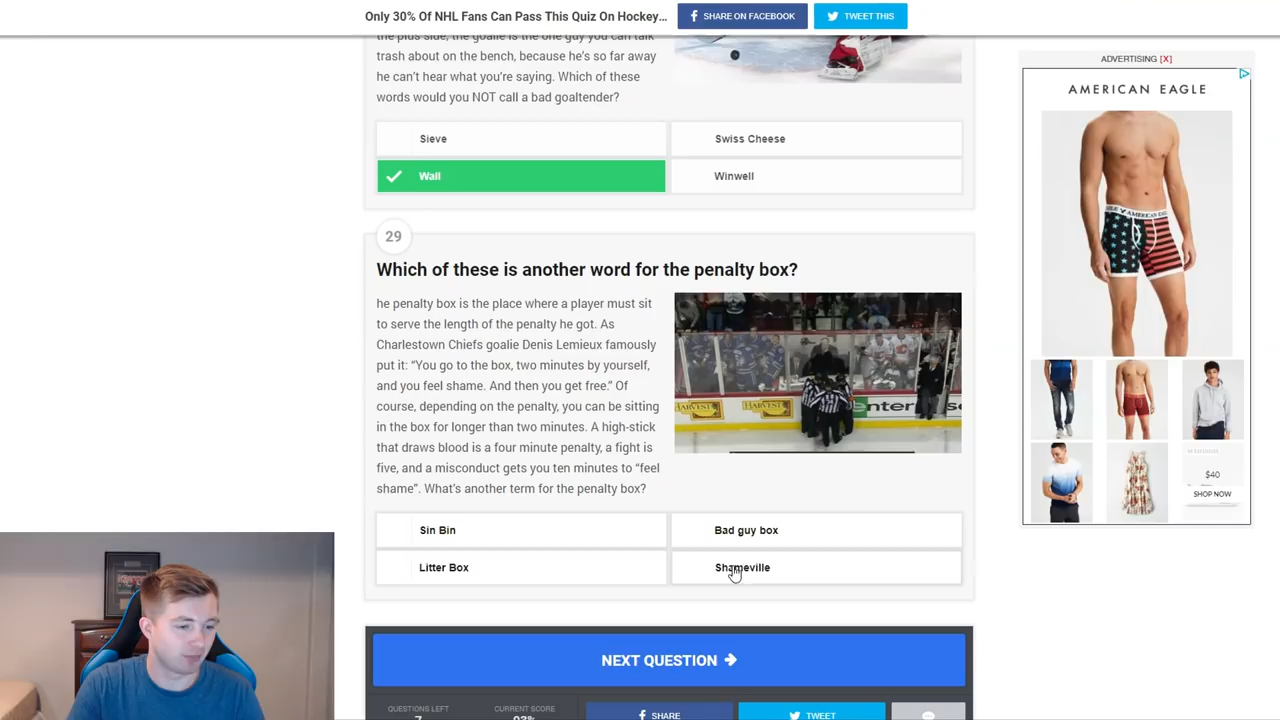 Only 30% Of NHL Fans Can Pass This Quiz On Hockey...
SHARE ON FACEBOOK
TWEET THIS
the plus side, the goalie is the one guy you can talk
trash about on the bench, because he's so far away
he can't hear what you're saying. Which of these
words would you NOT call a bad goaltender?
Sieve
Swiss Cheese
Wall
Winwell
29
Which of these is another word for the penalty box?
he penalty box is the place where a player must sit
to serve the length of the penalty he got. As
Charlestown Chiefs goalie Denis Lemieux famously
put it: “You go to the box, two minutes by yourself,
and you feel shame. And then you get free.” Of
course, depending on the penalty, you can be sitting
in the box for longer than two minutes. A high-stick
that draws blood is a four minute penalty, a fight is
five, and a misconduct gets you ten minutes to “feel
shame”. What's another term for the penalty box?
HARVEST
HARVEST
enter
Sin Bin
Bad guy box
Litter Box
Shameville
NEXT QUESTION
QUESTIONS LEFT
7
CURRENT SCORE
93%
SHARE
TWEET
ADVERTISING [X]
AMERICAN EAGLE
$40
SHOP NOW